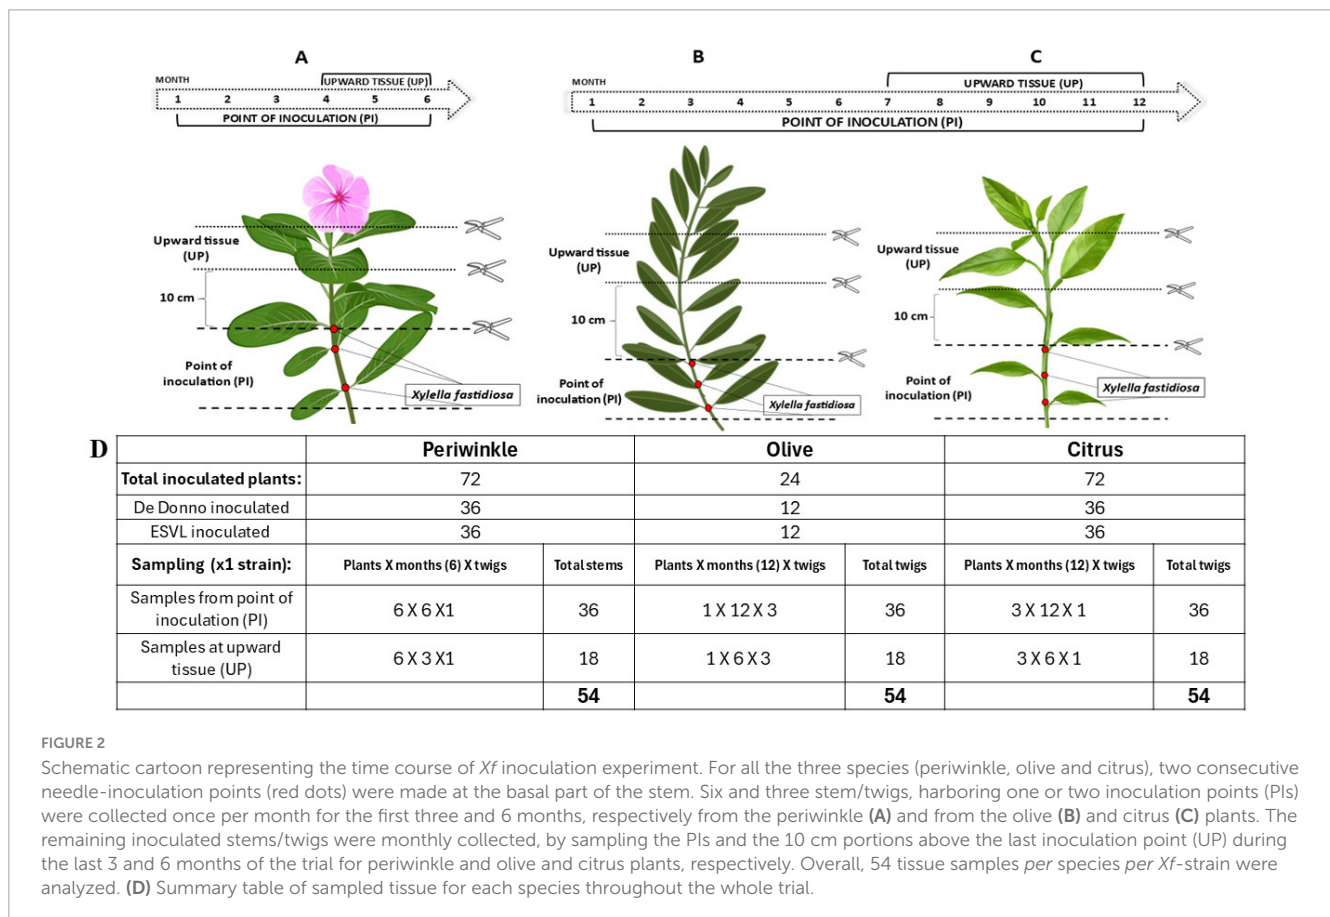 A
MONTH
UPWARD TISSUE (UP)
1 2 3 4 5 6
POINT OF INOCULATION (PI)
B
C
MONTH
UPWARD TISSUE (UP)
1 2 3 4 5 6 7 8 9 10 11 12
POINT OF INOCULATION (PI)
Upward tissue
(UP)
10 cm
Point of
inoculation (PI)
Xylella fastidiosa
Upward tissue
(UP)
10 cm
Point of
inoculation (PI)
Xylella fastidiosa
Upward tissue
(UP)
10 cm
Point of
inoculation (PI)
Xylella fastidiosa
D
Periwinkle Olive Citrus
Total inoculated plants: 72 24 72
De Donno inoculated 36 12 36
ESVL inoculated 36 12 36
Sampling (x1 strain): Plants X months (6) X twigs Total stems Plants X months (12) X twigs Total twigs Plants X months (12) X twigs Total twigs
Samples from point of
inoculation (PI) 6 X 6 X1 36 1 X 12 X 3 36 3 X 12 X 1 36
Samples at upward
tissue (UP) 6 X 3 X1 18 1 X 6 X 3 18 3 X 6 X 1 18
54 54 54
FIGURE 2
Schematic cartoon representing the time course of Xf inoculation experiment. For all the three species (periwinkle, olive and citrus), two consecutive
needle-inoculation points (red dots) were made at the basal part of the stem. Six and three stem/twigs, harboring one or two inoculation points (PIs)
were collected once per month for the first three and 6 months, respectively from the periwinkle (A) and from the olive (B) and citrus (C) plants. The
remaining inoculated stems/twigs were monthly collected, by sampling the PIs and the 10 cm portions above the last inoculation point (UP) during
the last 3 and 6 months of the trial for periwinkle and olive and citrus plants, respectively. Overall, 54 tissue samples per species per Xf-strain were
analyzed. (D) Summary table of sampled tissue for each species throughout the whole trial.